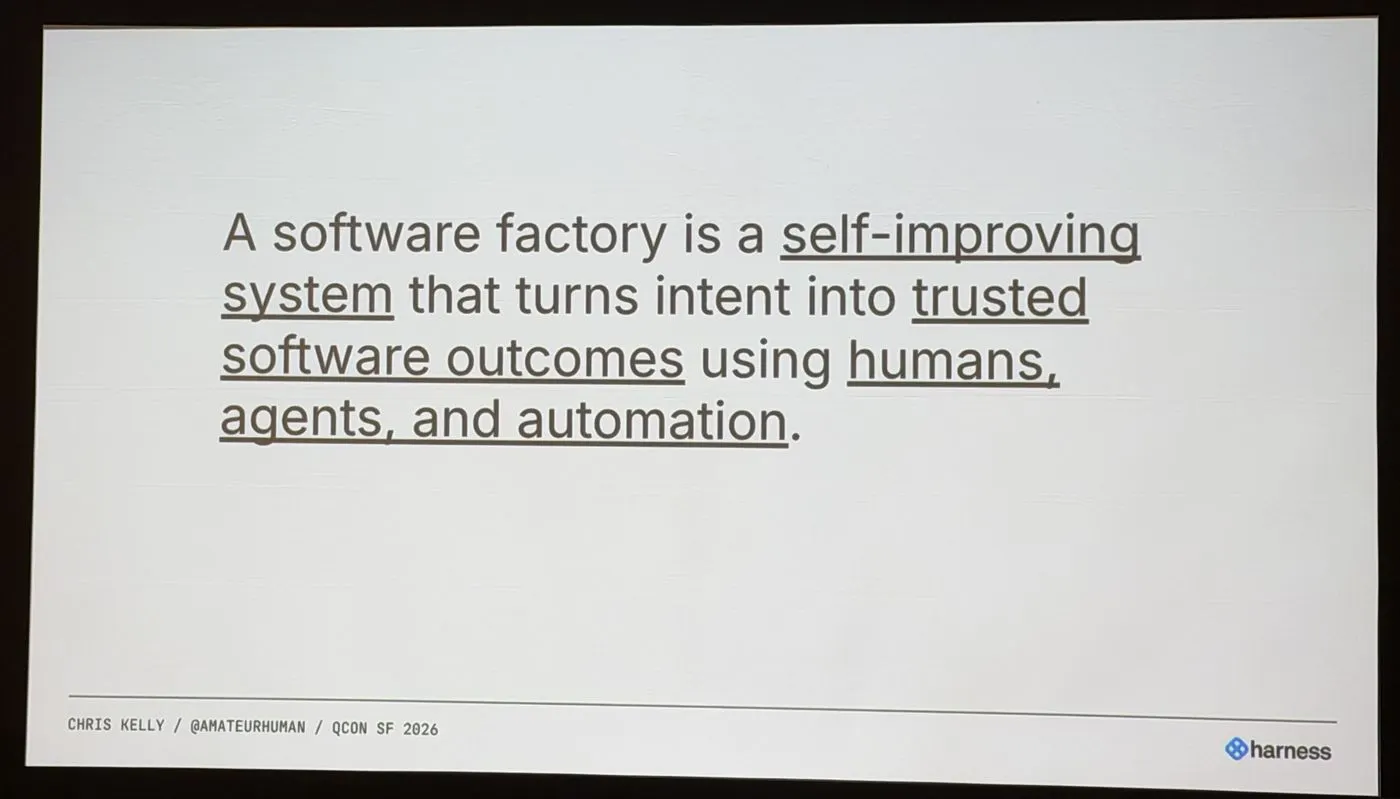 A software factory is a self-improving
system that turns intent into trusted
software outcomes using humans,
agents, and automation.
CHRIS KELLY / @AMATEURHUMAN / QCON SF 2026
harness